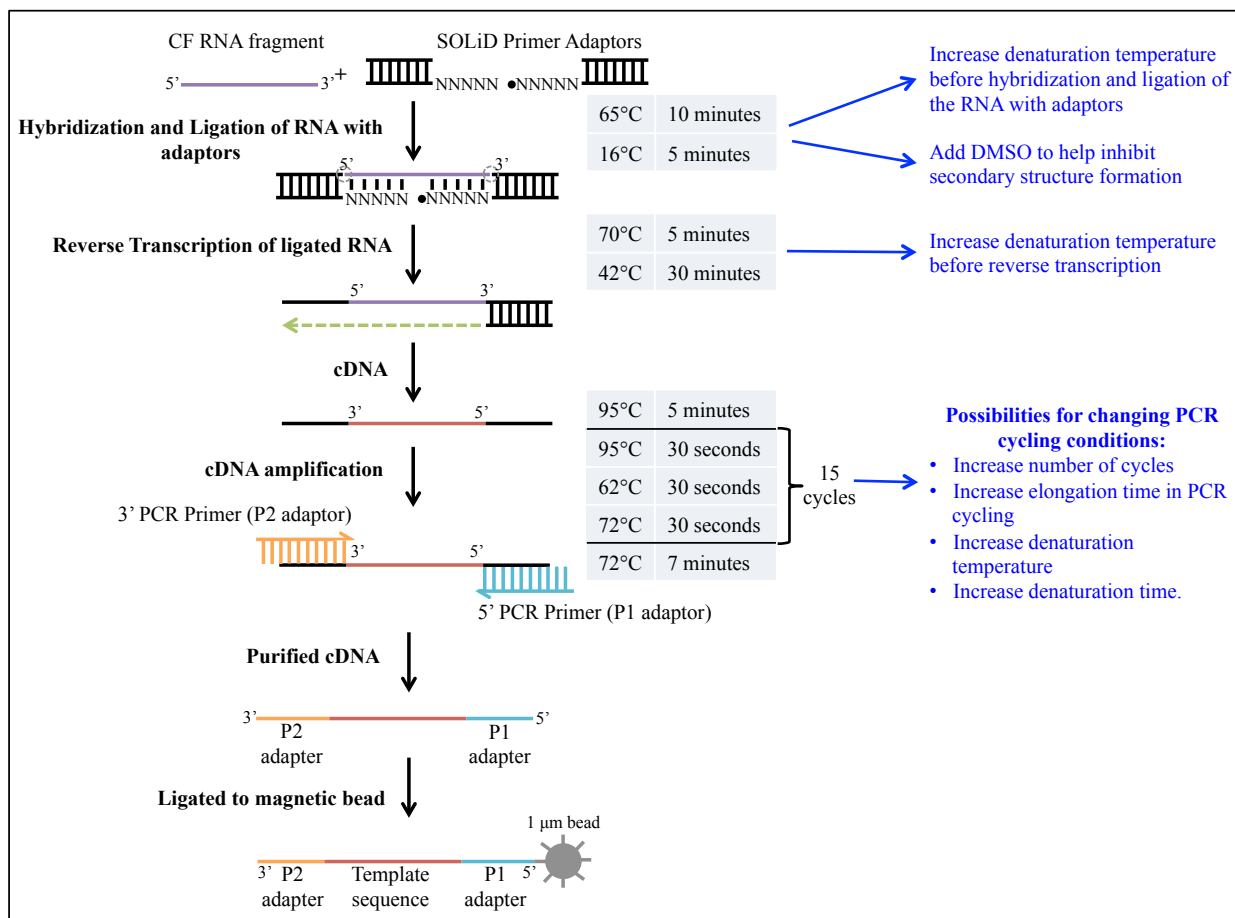 CF RNA fragment
SOLiD Primer Adaptors
5’
3’
+
NNNNN •NNNNN
Hybridization and Ligation of RNA with
adaptors
65°C 10 minutes
16°C 5 minutes
Increase denaturation temperature
before hybridization and ligation of
the RNA with adaptors
Add DMSO to help inhibit
secondary structure formation
5’
3’
NNNNN •NNNNN
Reverse Transcription of ligated RNA
70°C 5 minutes
42°C 30 minutes
Increase denaturation temperature
before reverse transcription
5’
3’
cDNA
3’
5’
cDNA amplification
95°C 5 minutes
95°C 30 seconds
62°C 30 seconds
72°C 30 seconds
72°C 7 minutes
15
cycles
Possibilities for changing PCR
cycling conditions:
• Increase number of cycles
• Increase elongation time in PCR
cycling
• Increase denaturation
temperature
• Increase denaturation time.
3’ PCR Primer (P2 adaptor)
3’
5’
5’ PCR Primer (P1 adaptor)
Purified cDNA
3’
5’
P2
adapter
P1
adapter
Ligated to magnetic bead
1 μm bead
3’
5’
P2
adapter
Template
sequence
P1
adapter